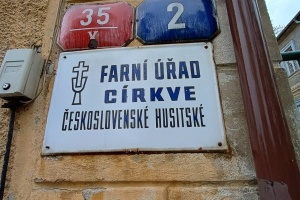 35
V
2
FARNÍ ÚŘAD
CÍRKVE
ČESKOSLOVENSKÉ HUSITSKÉ